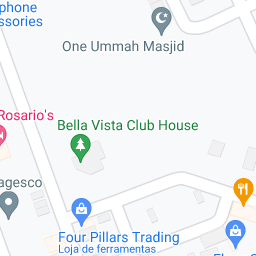 phone
essories
One Ummah Masjid
Rosario's
Bella Vista Club House
agesco
Four Pillars Trading
Loja de ferramentas